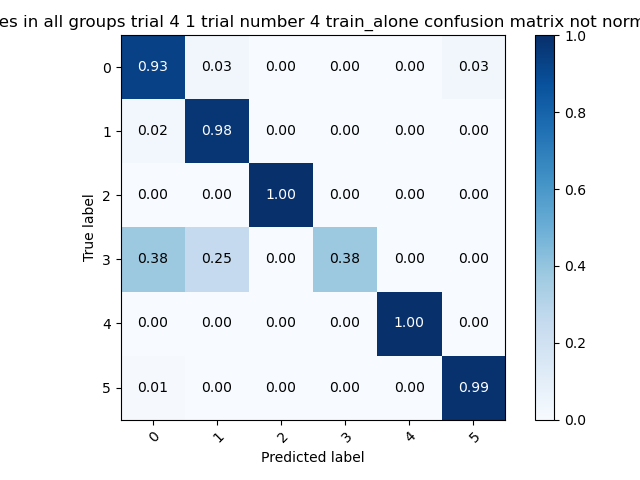 es in all groups trial 4 1 trial number 4 train_alone confusion matrix not norm
0 0.93 0.03 0.00 0.00 0.00 0.03
1 0.02 0.98 0.00 0.00 0.00 0.00
2 0.00 0.00 1.00 0.00 0.00 0.00
3 0.38 0.25 0.00 0.38 0.00 0.00
4 0.00 0.00 0.00 0.00 1.00 0.00
5 0.01 0.00 0.00 0.00 0.00 0.99
0 1 2 3 4 5
True label
Predicted label
1.0
0.8
0.6
0.4
0.2
0.0